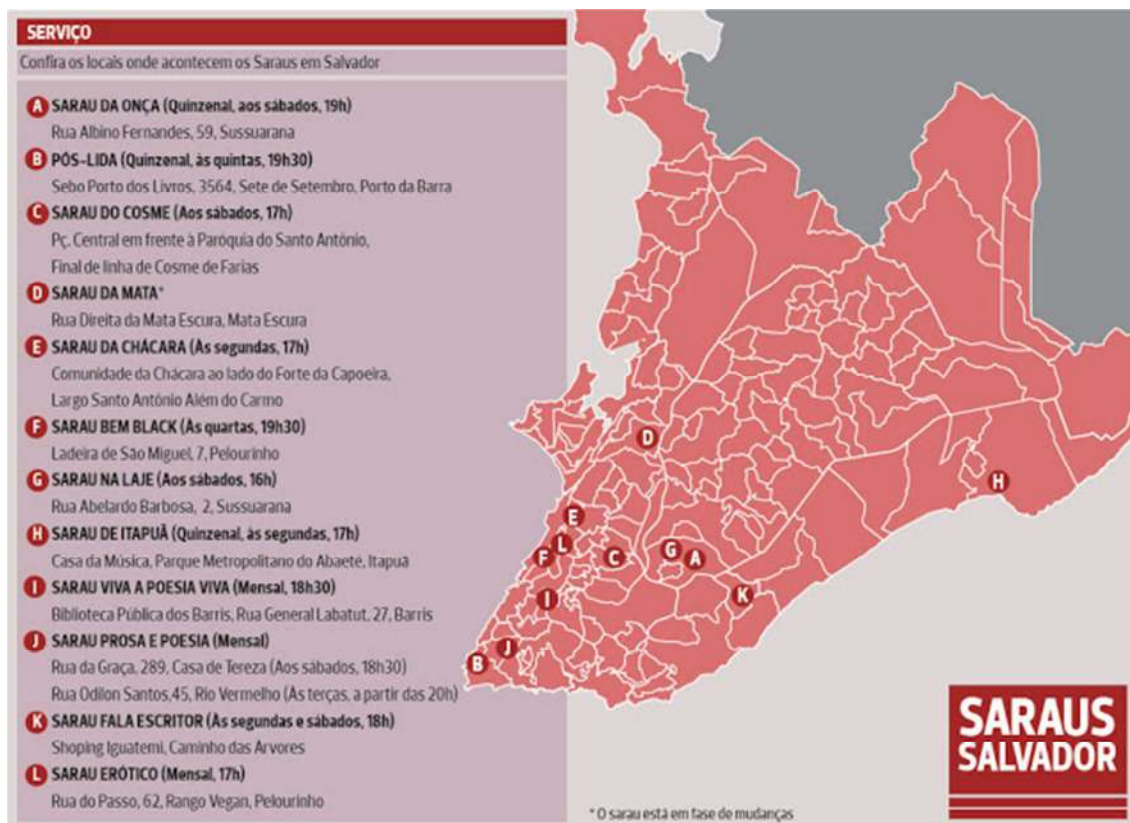 SERVIÇO
Confira os locais onde acontecem os Saraus em Salvador
A SARAU DA ONÇA (Quinzenal, aos sábados, 19h)
Rua Albino Fernandes, 59, Sussuarana
B PÓS-LIDA (Quinzenal, às quintas, 19h30)
Sebo Porto dos Livros, 3564, Sete de Setembro, Porto da Barra
C SARAU DO COSME (Aos sábados, 17h)
Pç. Central em frente à Paróquia do Santo Antônio,
Final de linha de Cosme de Farias
D SARAU DA MATA*
Rua Direita da Mata Escura, Mata Escura
E SARAU DA CHÁCARA (Às segundas, 17h)
Comunidade da Chácara ao lado do Forte da Capoeira,
Largo Santo Antônio Além do Carmo
F SARAU BEM BLACK (Às quartas, 19h30)
Ladeira de São Miguel, 7, Pelourinho
G SARAU NA LAJE (Aos sábados, 16h)
Rua Abelardo Barbosa, 2, Sussuarana
H SARAU DE ITAPUÃ (Quinzenal, às segundas, 17h)
Casa da Música, Parque Metropolitano do Abaeté, Itapuã
I SARAU VIVA A POESIA VIVA (Mensal, 18h30)
Biblioteca Pública dos Barris, Rua General Labatut, 27, Barris
J SARAU PROSA E POESIA (Mensal)
Rua da Graça, 289, Casa de Tereza (Aos sábados, 18h30)
Rua Odilon Santos,45, Rio Vermelho (Às terças, a partir das 20h)
K SARAU FALA ESCRITOR (Às segundas e sábados, 18h)
Shoping Iguatemi, Caminho das Arvores
L SARAU ERÓTICO (Mensal, 17h)
Rua do Passo, 62, Rango Vegan, Pelourinho
D
H
E
L
F
C
G
A
K
I
J
B
SARAUS
SALVADOR
* O sarau está em fase de mudanças